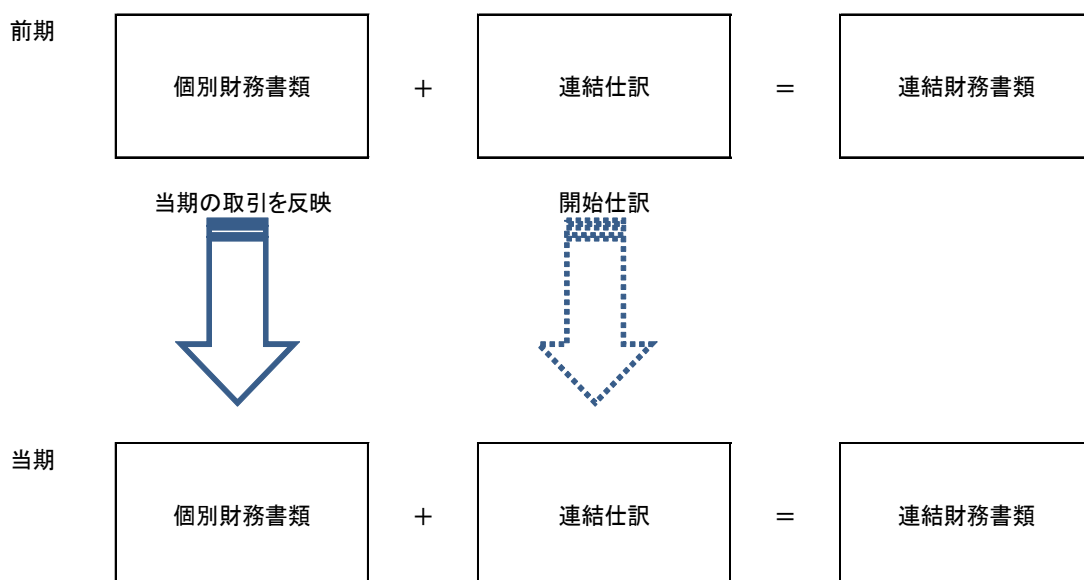 前期
個別財務書類 + 連結仕訳 = 連結財務書類
当期の取引を反映 開始仕訳
当期
個別財務書類 + 連結仕訳 = 連結財務書類